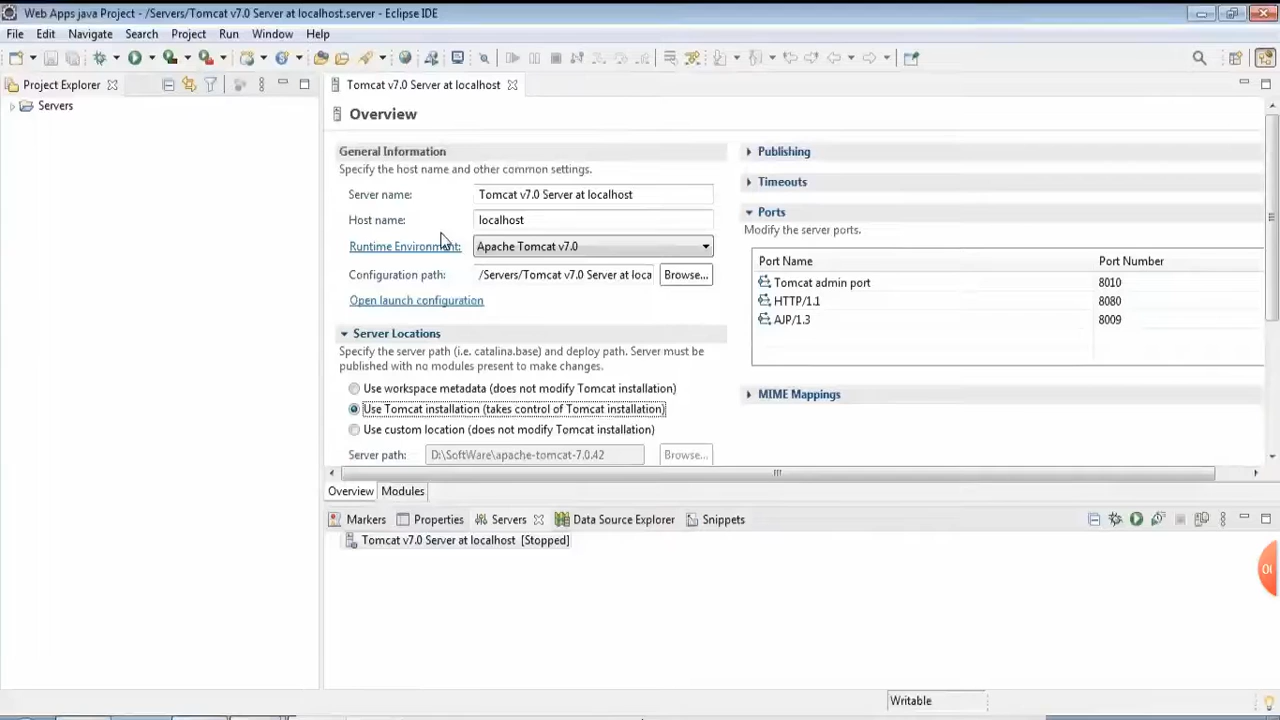 Web Apps java Project - /Servers/Tomcat v7.0 Server at localhost.server - Eclipse IDE
File Edit Navigate Search Project Run Window Help
Project Explorer
Servers
Tomcat v7.0 Server at localhost
Overview
General Information
Specify the host name and other common settings.
Server name: Tomcat v7.0 Server at localhost
Host name: localhost
Runtime Environment: Apache Tomcat v7.0
Configuration path: /Servers/Tomcat v7.0 Server at loca Browse...
Open launch configuration
Server Locations
Specify the server path (i.e. catalina.base) and deploy path. Server must be
published with no modules present to make changes.
Use workspace metadata (does not modify Tomcat installation)
Use Tomcat installation (takes control of Tomcat installation)
Use custom location (does not modify Tomcat installation)
Server path: D:\SoftWare\apache-tomcat-7.0.42 Browse...
Publishing
Timeouts
Ports
Modify the server ports.
Port Name Port Number
Tomcat admin port 8010
HTTP/1.1 8080
AJP/1.3 8009
MIME Mappings
Overview Modules
Markers Properties Servers Data Source Explorer Snippets
Tomcat v7.0 Server at localhost [Stopped]
Writable